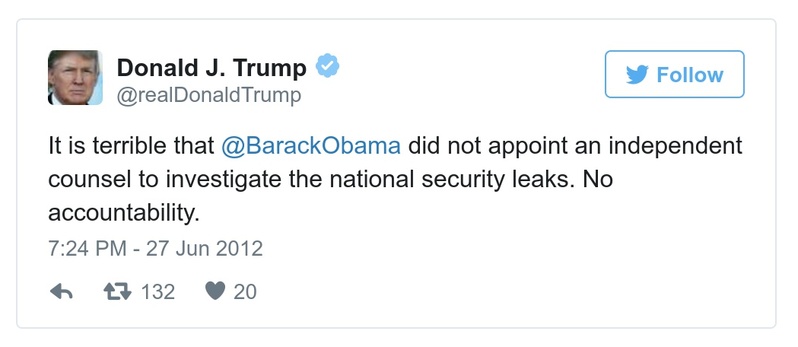 Donald J. Trump
@realDonaldTrump
Follow
It is terrible that @BarackObama did not appoint an independent
counsel to investigate the national security leaks. No
accountability.
7:24 PM - 27 Jun 2012
132 20